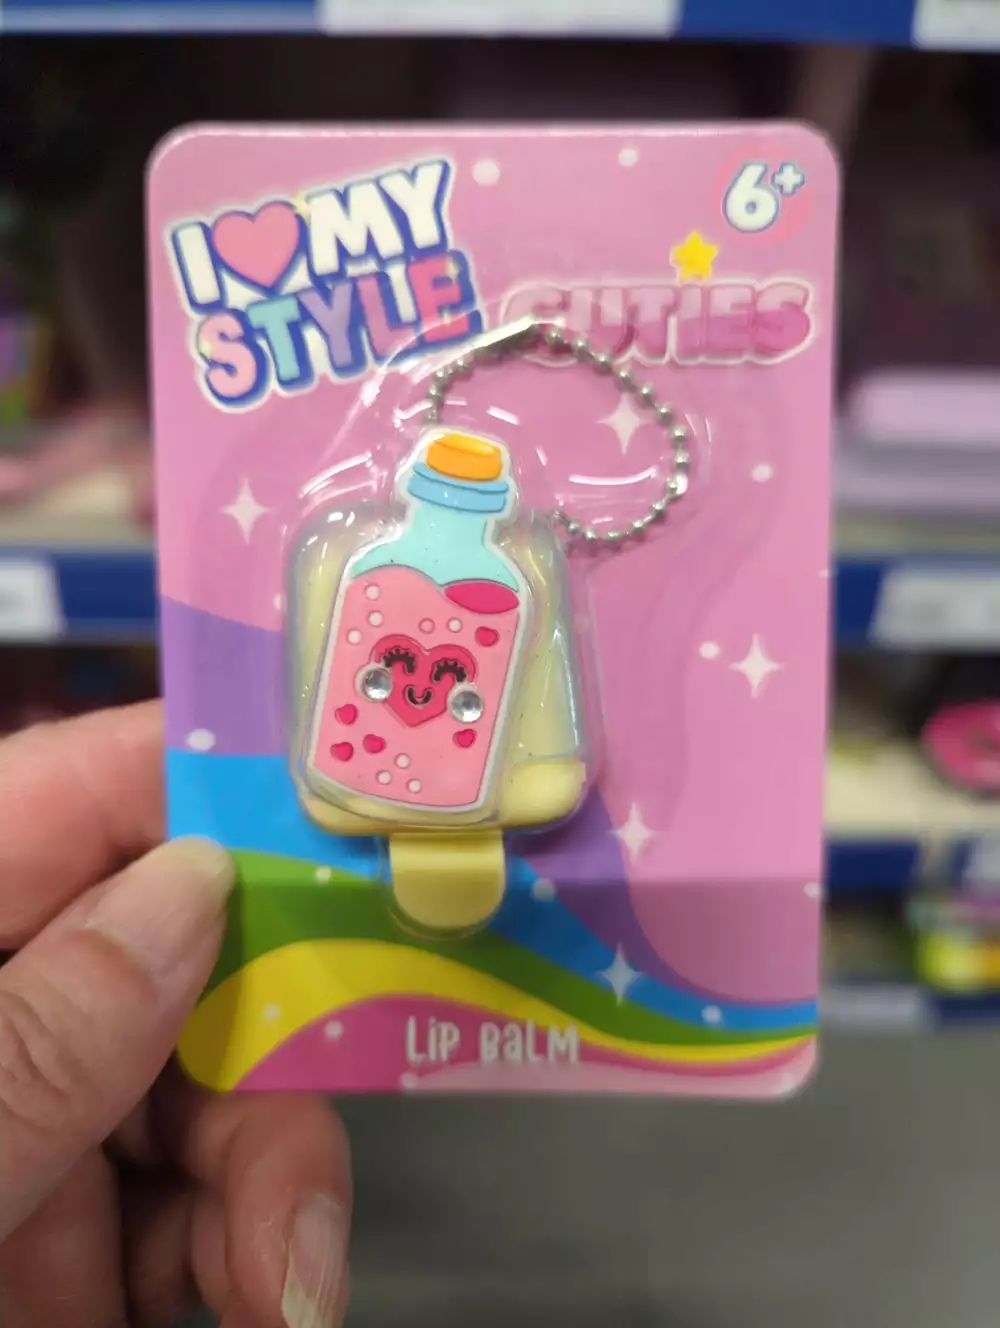 6+
I ♥ MY
STYLE
CUTIES
LIP BALM